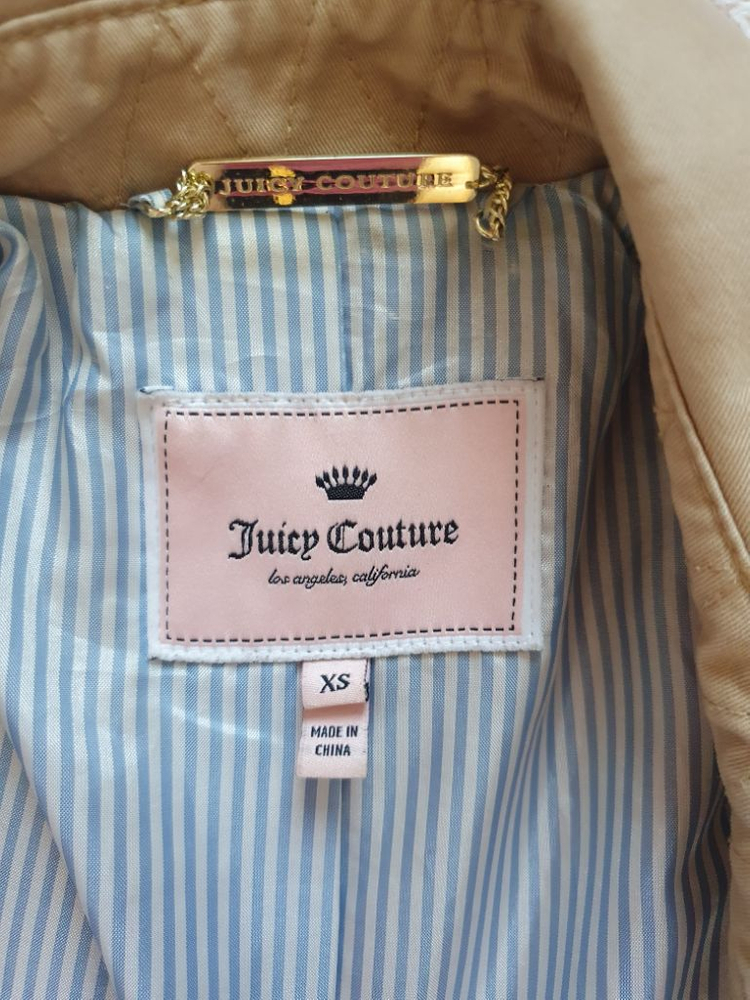 JUICY COUTURE
Juicy Couture
los angeles, california
XS
MADE IN
CHINA